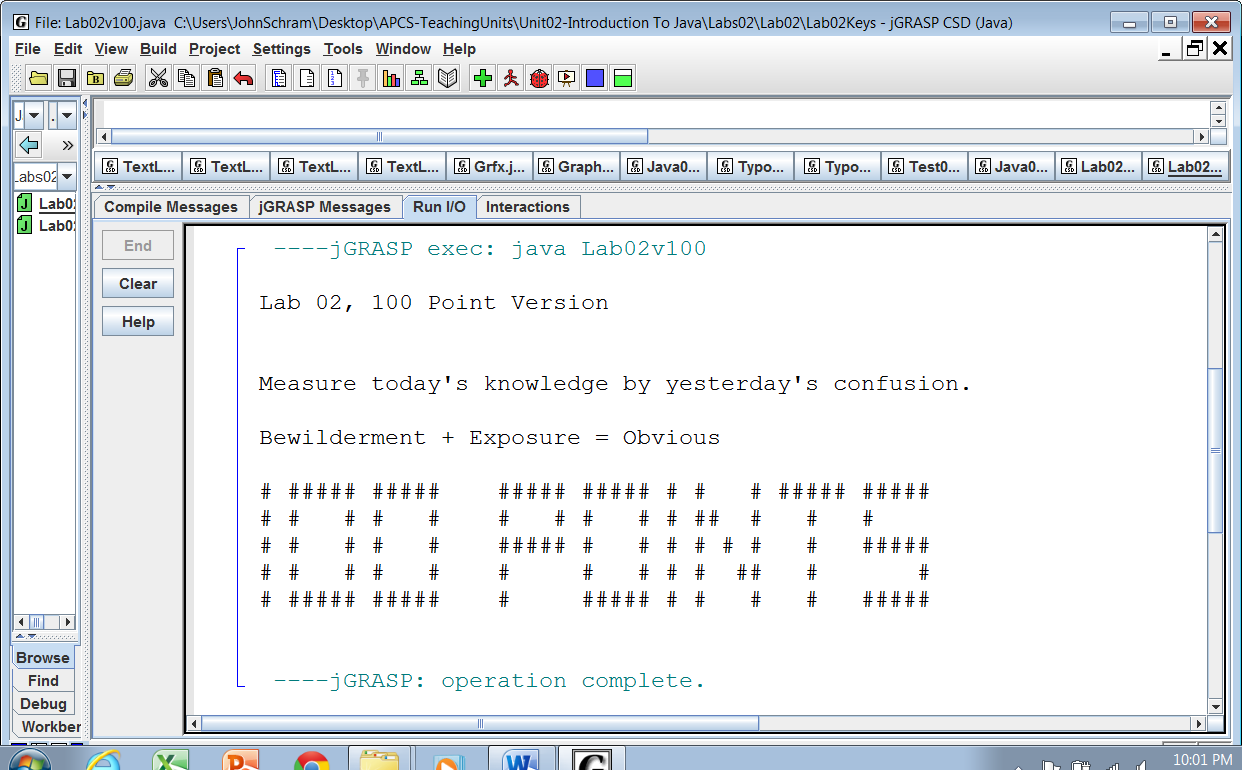 File: Lab02v100.java  C:\Users\JohnSchram\Desktop\APCS-TeachingUnits\Unit02-Introduction To Java\Labs02\Lab02\Lab02Keys - jGRASP CSD (Java)
File Edit View Build Project Settings Tools Window Help
TextL... TextL... TextL... TextL... Grfx.j... Graph... Java0... Typo... Typo... Test0... Java0... Lab02... Lab02...
Compile Messages jGRASP Messages Run I/O Interactions
End
Clear
Help
----jGRASP exec: java Lab02v100
Lab 02, 100 Point Version
Measure today's knowledge by yesterday's confusion.
Bewilderment + Exposure = Obvious
# ##### #####    ##### ##### # #   # ##### #####
# #   # #   #    #   # #   # # ##  #   #   #
# #   # #   #    ##### #   # # # # #   #   #####
# #   # #   #    #     #   # # #  ##   #       #
# ##### #####    #     ##### # #   #   #   #####
----jGRASP: operation complete.
Browse
Find
Debug
Workber
10:01 PM